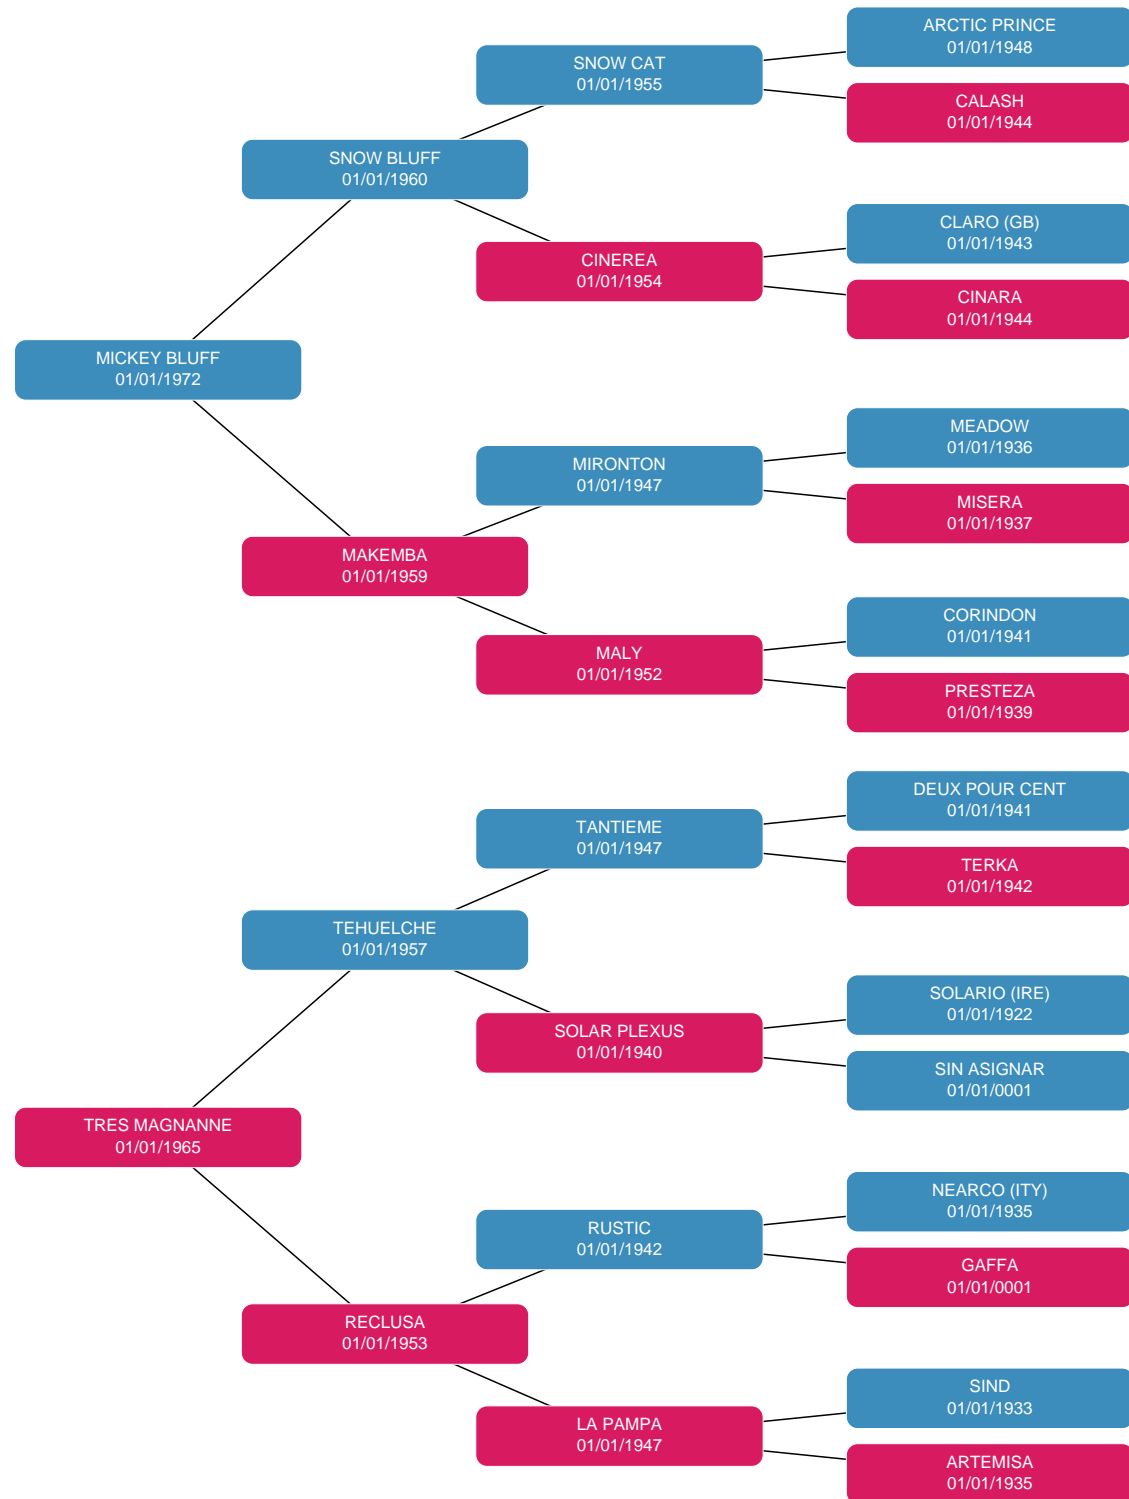 ARCTIC PRINCE
01/01/1948
SNOW CAT
01/01/1955
CALASH
01/01/1944
SNOW BLUFF
01/01/1960
CLARO (GB)
01/01/1943
CINEREA
01/01/1954
CINARA
01/01/1944
MICKEY BLUFF
01/01/1972
MEADOW
01/01/1936
MIRONTON
01/01/1947
MISERA
01/01/1937
MAKEMBA
01/01/1959
CORINDON
01/01/1941
MALY
01/01/1952
PRESTEZA
01/01/1939
DEUX POUR CENT
01/01/1941
TANTIEME
01/01/1947
TERKA
01/01/1942
TEHUELCHE
01/01/1957
SOLARIO (IRE)
01/01/1922
SOLAR PLEXUS
01/01/1940
SIN ASIGNAR
01/01/0001
TRES MAGNANNE
01/01/1965
NEARCO (ITY)
01/01/1935
RUSTIC
01/01/1942
GAFFA
01/01/0001
RECLUSA
01/01/1953
SIND
01/01/1933
LA PAMPA
01/01/1947
ARTEMISA
01/01/1935